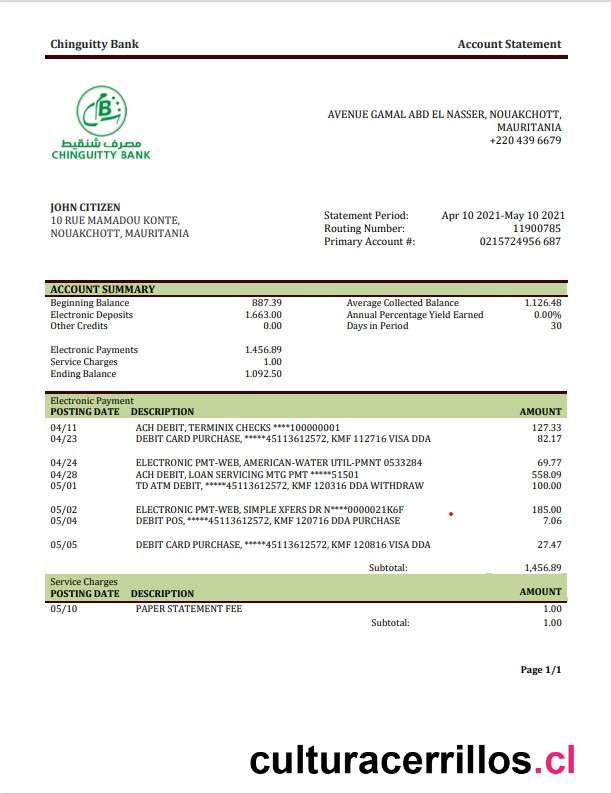 Chinguitty Bank Account Statement
B
مصرف شنقيط
CHINGUITTY BANK
AVENUE GAMAL ABD EL NASSER, NOUAKCHOTT,
MAURITANIA
+220 439 6679
JOHN CITIZEN
10 RUE MAMADOU KONTE,
NOUAKCHOTT, MAURITANIA
Statement Period: Apr 10 2021-May 10 2021
Routing Number: 11900785
Primary Account #: 0215724956 687
ACCOUNT SUMMARY
Beginning Balance 887.39 Average Collected Balance 1.126.48
Electronic Deposits 1.663.00 Annual Percentage Yield Earned 0.00%
Other Credits 0.00 Days in Period 30
Electronic Payments 1.456.89
Service Charges 1.00
Ending Balance 1.092.50
Electronic Payment
POSTING DATE DESCRIPTION AMOUNT
04/11 ACH DEBIT, TERMINIX CHECKS ****100000001 127.33
04/23 DEBIT CARD PURCHASE, *****45113612572, KMF 112716 VISA DDA 82.17
04/24 ELECTRONIC PMT-WEB, AMERICAN-WATER UTIL-PMNT 0533284 69.77
04/28 ACH DEBIT, LOAN SERVICING MTG PMT *****51501 558.09
05/01 TD ATM DEBIT, *****45113612572, KMF 120316 DDA WITHDRAW 100.00
05/02 ELECTRONIC PMT-WEB, SIMPLE XFERS DR N****0000021K6F 185.00
05/04 DEBIT POS, *****45113612572, KMF 120716 DDA PURCHASE 7.06
05/05 DEBIT CARD PURCHASE, *****45113612572, KMF 120816 VISA DDA 27.47
Subtotal: 1,456.89
Service Charges
POSTING DATE DESCRIPTION AMOUNT
05/10 PAPER STATEMENT FEE 1.00
Subtotal: 1.00
Page 1/1
culturacerrillos.cl